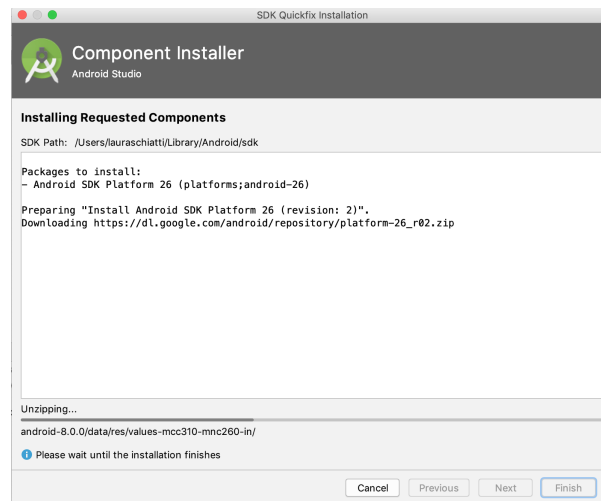 SDK Quickfix Installation
Component Installer
Android Studio
Installing Requested Components
SDK Path: /Users/lauraschiatti/Library/Android/sdk
Packages to install:
- Android SDK Platform 26 (platforms;android-26)
Preparing "Install Android SDK Platform 26 (revision: 2)".
Downloading https://dl.google.com/android/repository/platform-26_r02.zip
Unzipping...
android-8.0.0/data/res/values-mcc310-mnc260-in/
Please wait until the installation finishes
Cancel Previous Next Finish